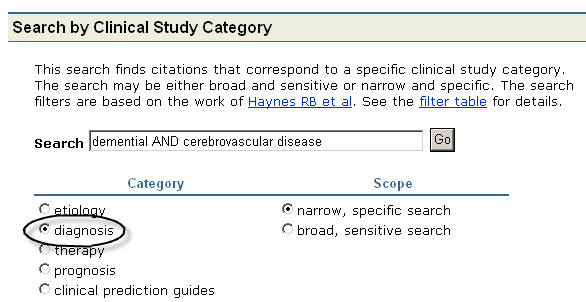 Search by Clinical Study Category
This search finds citations that correspond to a specific clinical study category.
The search may be either broad and sensitive or narrow and specific. The search
filters are based on the work of Haynes RB et al. See the filter table for details.
Search demential AND cerebrovascular disease Go
Category Scope
etiology narrow, specific search
diagnosis broad, sensitive search
therapy
prognosis
clinical prediction guides